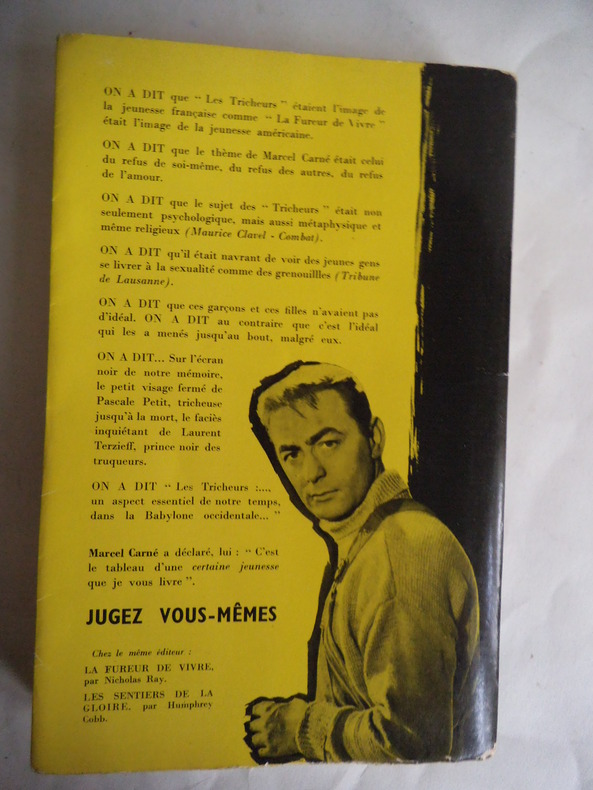 ON A DIT que “ Les Tricheurs ” étaient l'image de
la jeunesse française comme “ La Fureur de Vivre ”
était l'image de la jeunesse américaine.
ON A DIT que le thème de Marcel Carné était celui
du refus de soi-même, du refus des autres, du refus
de l'amour.
ON A DIT que le sujet des “ Tricheurs ” était non
seulement psychologique, mais aussi métaphysique et
même religieux (Maurice Clavel - Combat).
ON A DIT qu'il était navrant de voir des jeunes gens
se livrer à la sexualité comme des grenouillles (Tribune
de Lausanne).
ON A DIT que ces garçons et ces filles n'avaient pas
d'idéal. ON A DIT au contraire que c'est l'idéal
qui les a menés jusqu'au bout, malgré eux.
ON A DIT... Sur l'écran
noir de notre mémoire,
le petit visage fermé de
Pascale Petit, tricheuse
jusqu'à la mort, le faciès
inquiétant de Laurent
Terzieff, prince noir des
truqueurs.
ON A DIT “ Les Tricheurs :...,
un aspect essentiel de notre temps,
dans la Babylone occidentale... ”
Marcel Carné a déclaré, lui : “ C'est
le tableau d'une certaine jeunesse
que je vous livre ”.
JUGEZ VOUS-MÊMES
Chez le même éditeur :
LA FUREUR DE VIVRE,
par Nicholas Ray.
LES SENTIERS DE LA
GLOIRE, par Humphrey
Cobb.